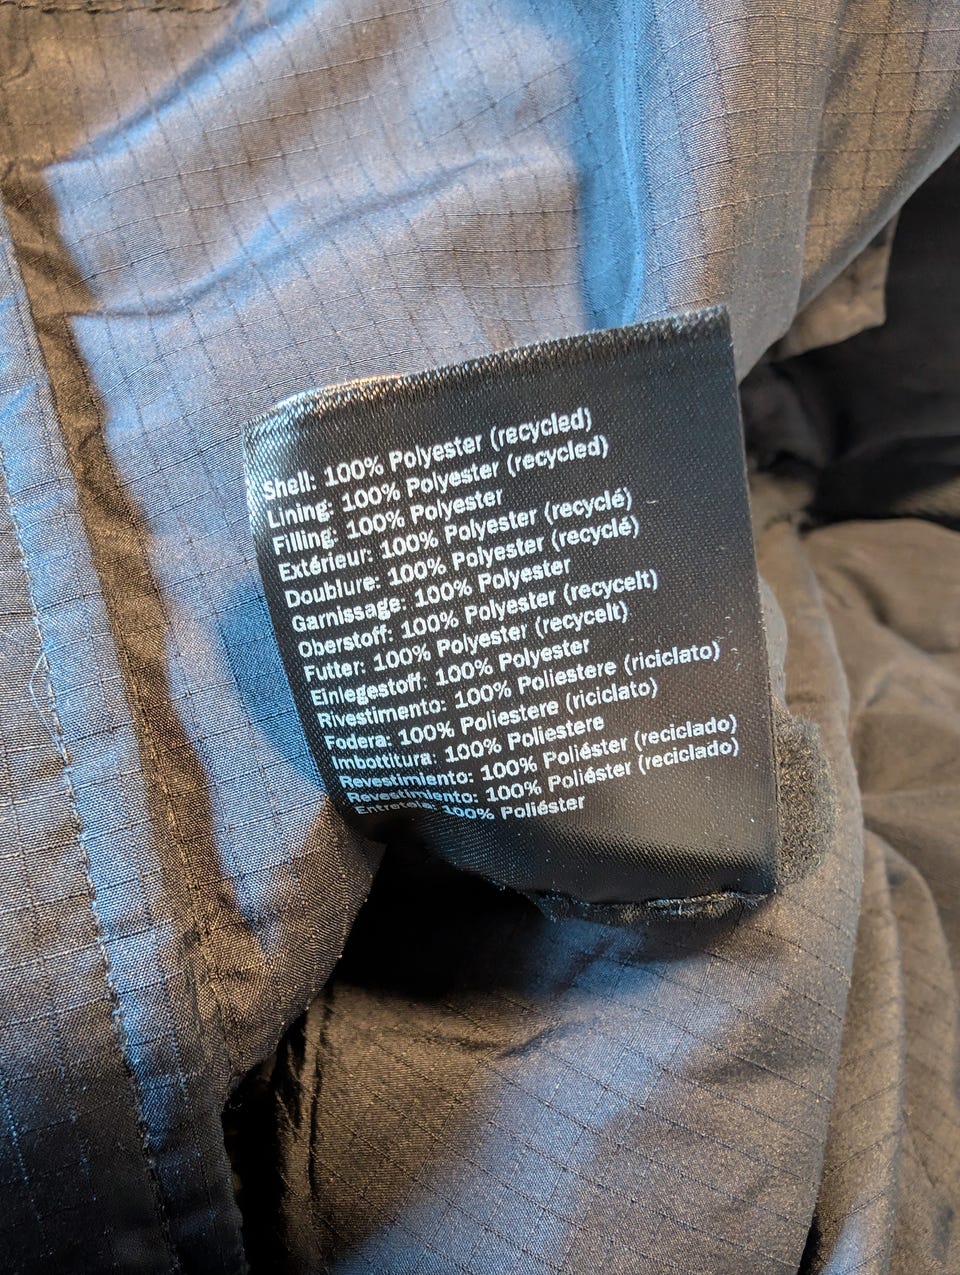 Shell: 100% Polyester (recycled)
Lining: 100% Polyester (recycled)
Filling: 100% Polyester
Extérieur: 100% Polyester (recyclé)
Doublure: 100% Polyester (recyclé)
Garnissage: 100% Polyester
Oberstoff: 100% Polyester (recycelt)
Futter: 100% Polyester (recycelt)
Einlegestoff: 100% Polyester
Rivestimento: 100% Poliestere (riciclato)
Fodera: 100% Poliestere (riciclato)
Imbottitura: 100% Poliestere
Revestimiento: 100% Poliéster (reciclado)
Revestimiento: 100% Poliéster (reciclado)
Entretela: 100% Poliéster